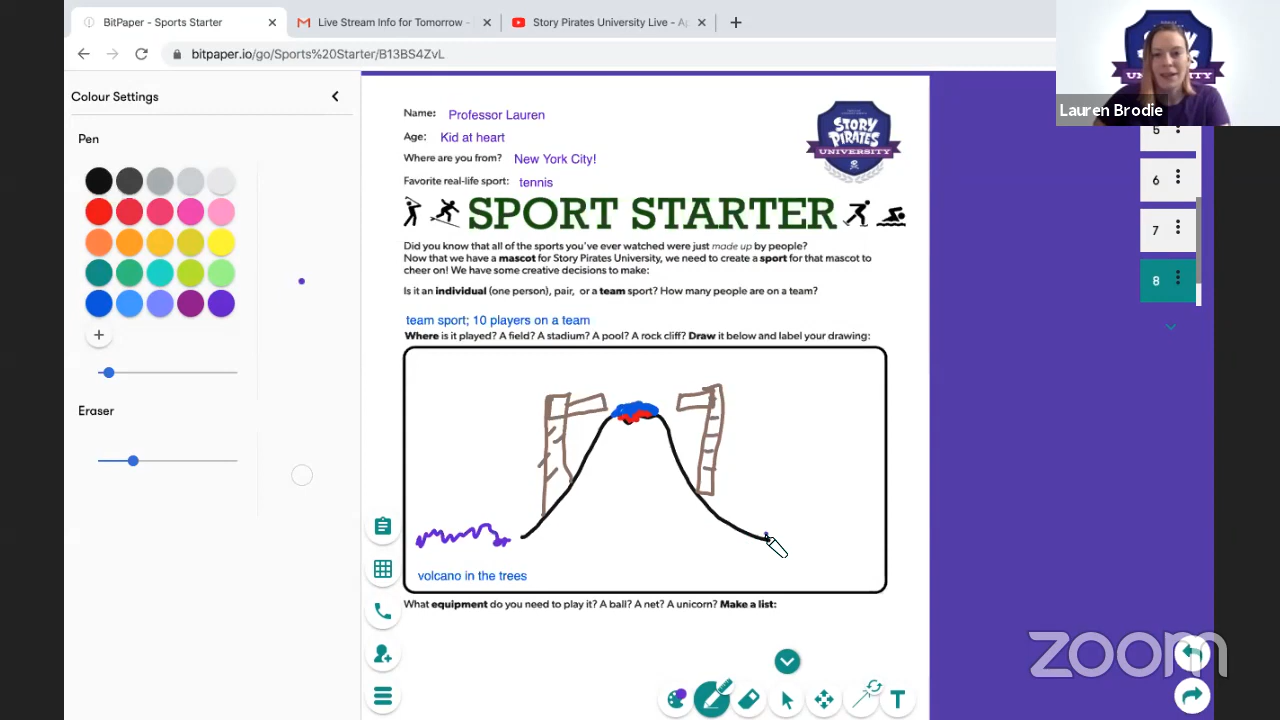 BitPaper - Sports Starter
Live Stream Info for Tomorrow -
Story Pirates University Live - A
bitpaper.io/go/Sports%20Starter/B13BS4ZvL
Colour Settings
Pen
Eraser
Name: Professor Lauren
Age: Kid at heart
Where are you from? New York City!
Favorite real-life sport: tennis
STORY
PIRATES
UNIVERSITY
SPORT STARTER
Did you know that all of the sports you've ever watched were just made up by people?
Now that we have a mascot for Story Pirates University, we need to create a sport for that mascot to
cheer on! We have some creative decisions to make:
Is it an individual (one person), pair, or a team sport? How many people are on a team?
team sport; 10 players on a team
Where is it played? A field? A stadium? A pool? A rock cliff? Draw it below and label your drawing:
volcano in the trees
What equipment do you need to play it? A ball? A net? A unicorn? Make a list:
T
Lauren Brodie
5
6
7
8
zoom